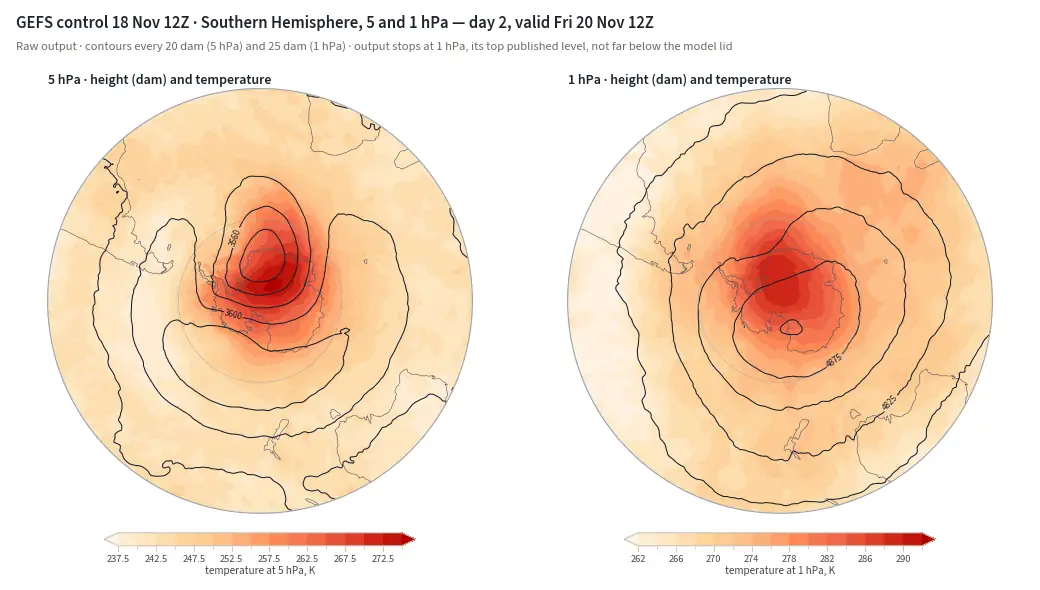 GEFS control 18 Nov 12Z · Southern Hemisphere, 5 and 1 hPa — day 2, valid Fri 20 Nov 12Z
Raw output · contours every 20 dam (5 hPa) and 25 dam (1 hPa) · output stops at 1 hPa, its top published level, not far below the model lid
5 hPa · height (dam) and temperature
1 hPa · height (dam) and temperature
3560
3600
4675
4625
237.5 242.5 247.5 252.5 257.5 262.5 267.5 272.5
temperature at 5 hPa, K
262 266 270 274 278 282 286 290
temperature at 1 hPa, K